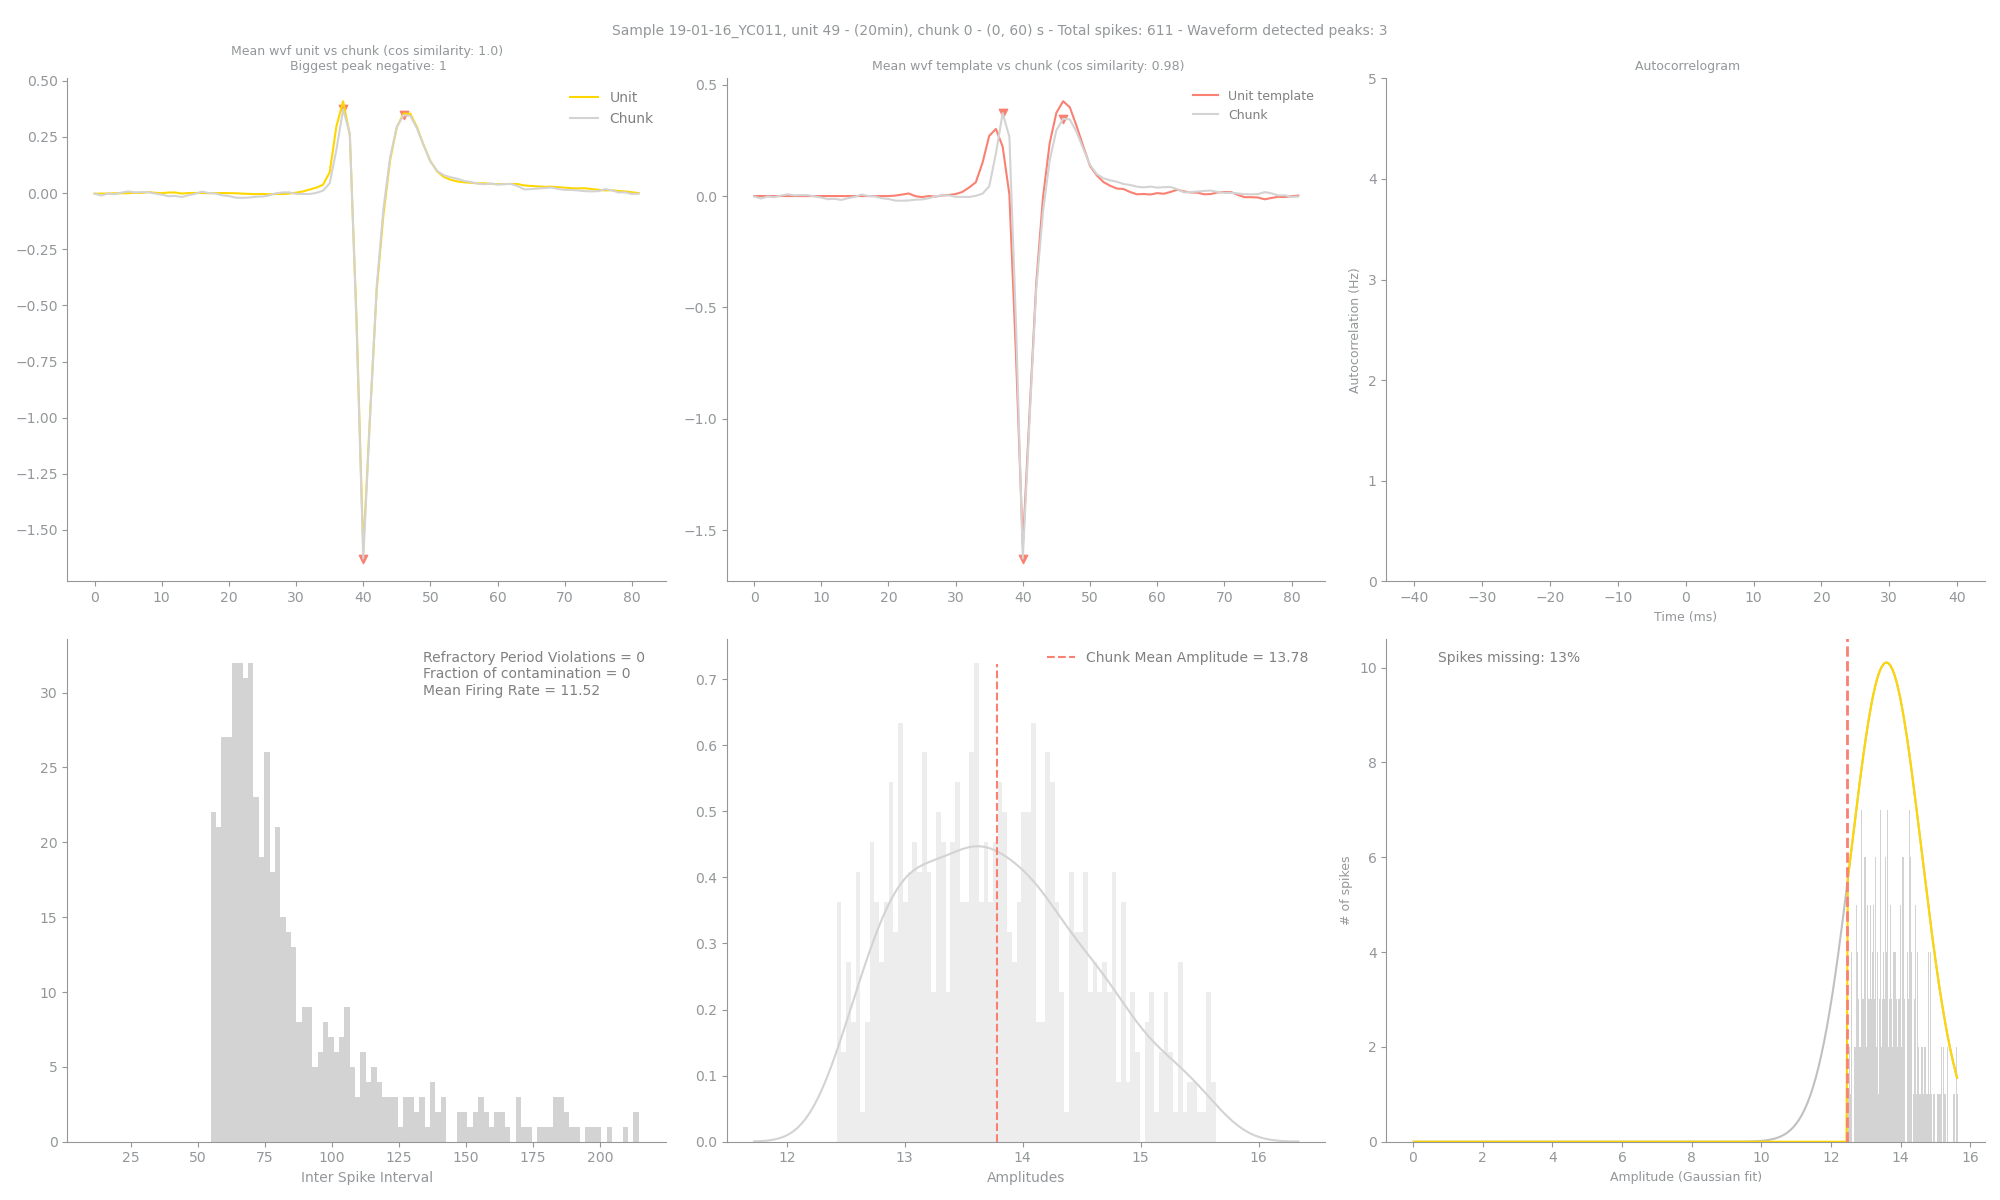 Sample 19-01-16_YC011, unit 49 - (20min), chunk 0 - (0, 60) s - Total spikes: 611 - Waveform detected peaks: 3
Mean wvf unit vs chunk (cos similarity: 1.0)
Biggest peak negative: 1
Unit
Chunk
0.50
0.25
0.00
−0.25
−0.50
−0.75
−1.00
−1.25
−1.50
0 10 20 30 40 50 60 70 80
Mean wvf template vs chunk (cos similarity: 0.98)
Unit template
Chunk
0.5
0.0
−0.5
−1.0
−1.5
0 10 20 30 40 50 60 70 80
Autocorrelogram
Autocorrelation (Hz)
5
4
3
2
1
0
−40 −30 −20 −10 0 10 20 30 40
Time (ms)
Refractory Period Violations = 0
Fraction of contamination = 0
Mean Firing Rate = 11.52
30
25
20
15
10
5
0
25 50 75 100 125 150 175 200
Inter Spike Interval
Chunk Mean Amplitude = 13.78
0.7
0.6
0.5
0.4
0.3
0.2
0.1
0.0
12 13 14 15 16
Amplitudes
Spikes missing: 13%
# of spikes
10
8
6
4
2
0
0 2 4 6 8 10 12 14 16
Amplitude (Gaussian fit)